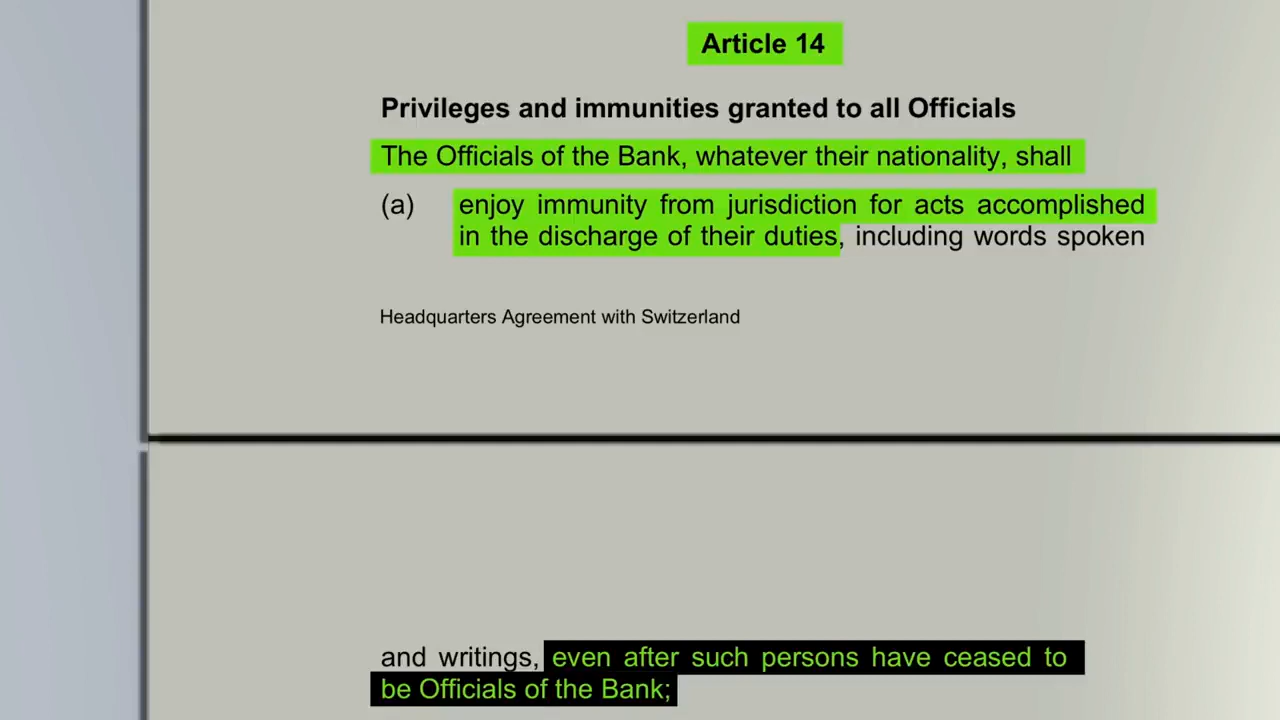 Article 14
Privileges and immunities granted to all Officials
The Officials of the Bank, whatever their nationality, shall
(a) enjoy immunity from jurisdiction for acts accomplished
in the discharge of their duties, including words spoken
Headquarters Agreement with Switzerland
and writings, even after such persons have ceased to
be Officials of the Bank;